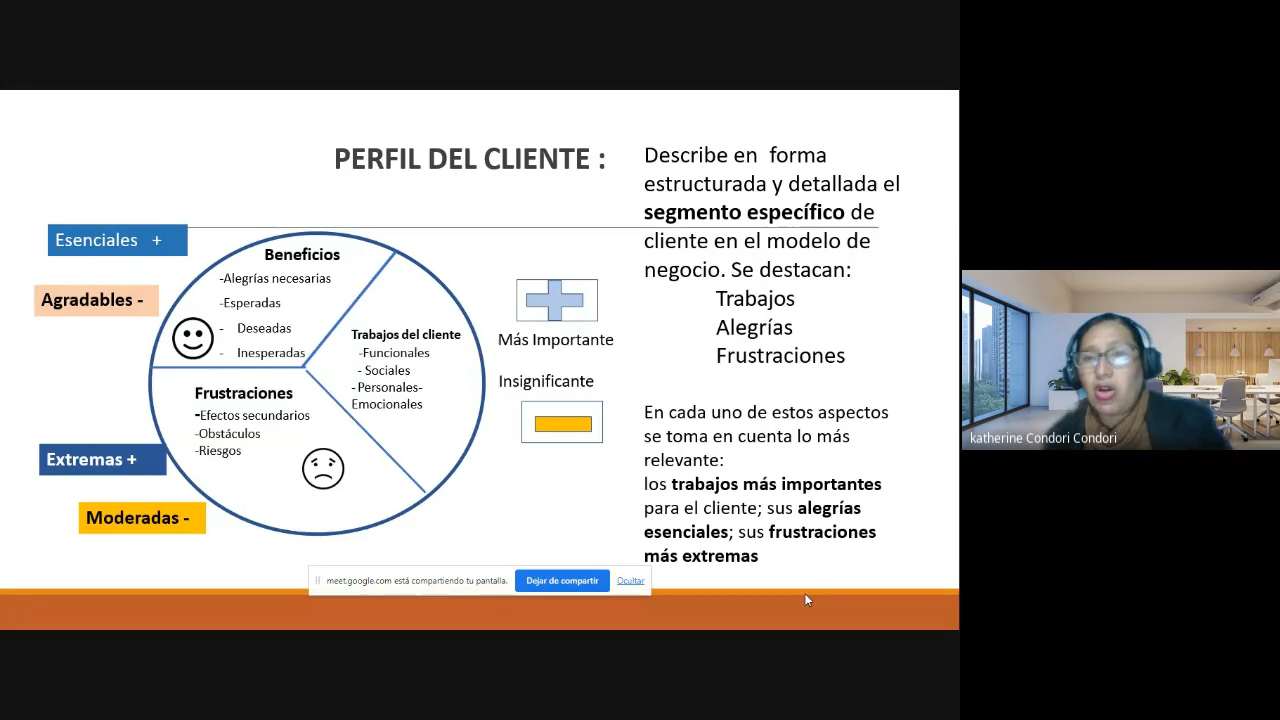 PERFIL DEL CLIENTE :
Esenciales +
Agradables -
Beneficios
-Alegrías necesarias
-Esperadas
- Deseadas
- Inesperadas
Trabajos del cliente
-Funcionales
- Sociales
- Personales-
Emocionales
Frustraciones
-Efectos secundarios
-Obstáculos
-Riesgos
Extremas +
Moderadas -
Más Importante
Insignificante
Describe en forma
estructurada y detallada el
segmento específico de
cliente en el modelo de
negocio. Se destacan:
Trabajos
Alegrías
Frustraciones
En cada uno de estos aspectos
se toma en cuenta lo más
relevante:
los trabajos más importantes
para el cliente; sus alegrías
esenciales; sus frustraciones
más extremas
meet.google.com está compartiendo tu pantalla.
Dejar de compartir
Ocultar
katherine Condori Condori